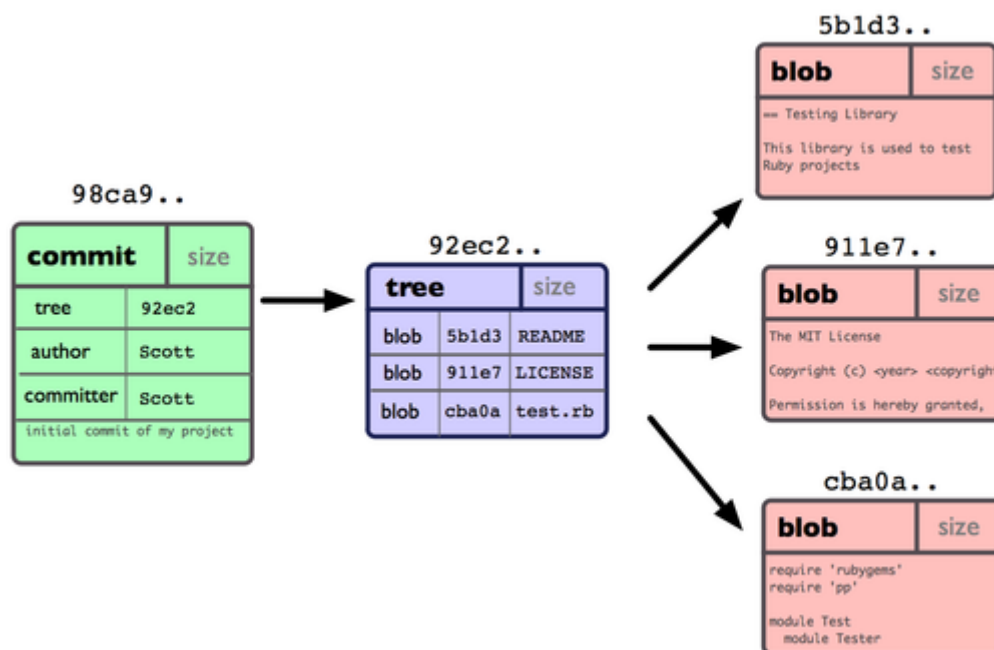 98ca9..
commit size
tree 92ec2
author Scott
committer Scott
initial commit of my project
92ec2..
tree size
blob 5b1d3 README
blob 911e7 LICENSE
blob cba0a test.rb
5b1d3..
blob size
== Testing Library
This library is used to test
Ruby projects
911e7..
blob size
The MIT License
Copyright (c) <year> <copyright
Permission is hereby granted,
cba0a..
blob size
require 'rubygems'
require 'pp'
module Test
module Tester